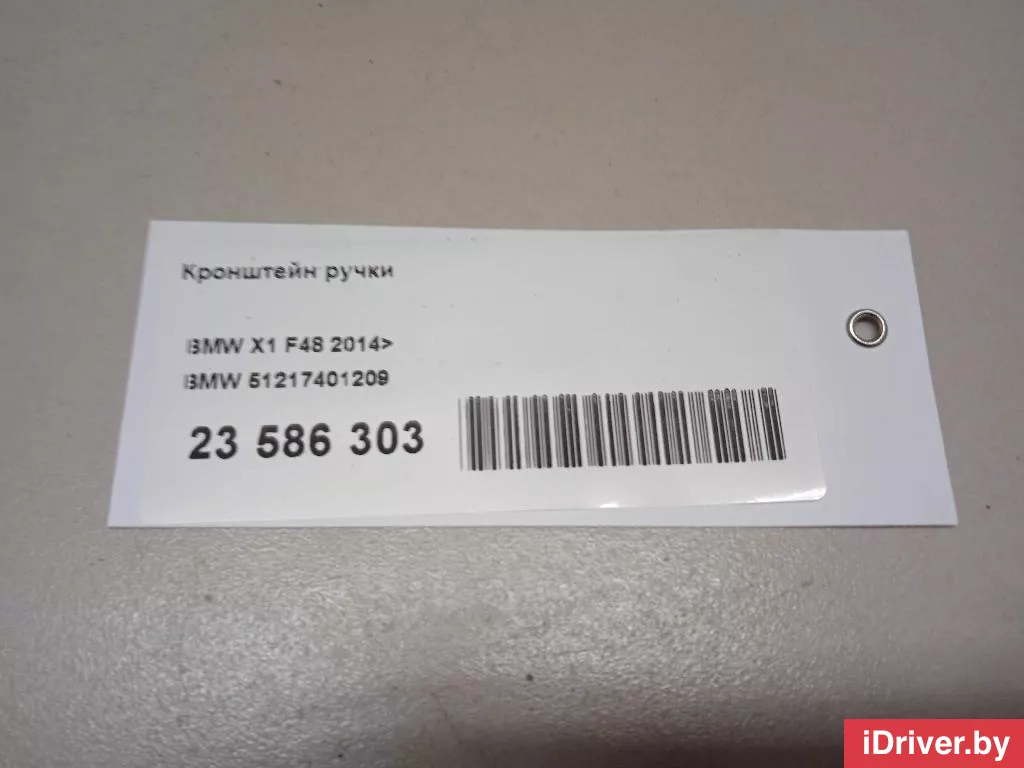 Кронштейн ручки
BMW X1 F48 2014>
BMW 51217401209
23 586 303
iDriver.by